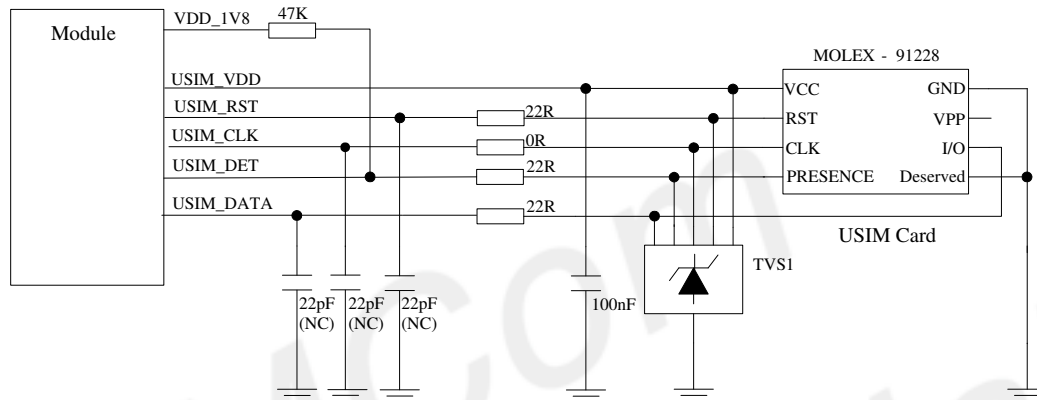 Module
VDD_1V8
47K
USIM_VDD
USIM_RST
USIM_CLK
USIM_DET
USIM_DATA
22R
0R
22R
22R
MOLEX - 91228
VCC
GND
RST
VPP
CLK
I/O
PRESENCE
Deserved
USIM Card
TVS1
22pF
(NC)
22pF
(NC)
22pF
(NC)
100nF